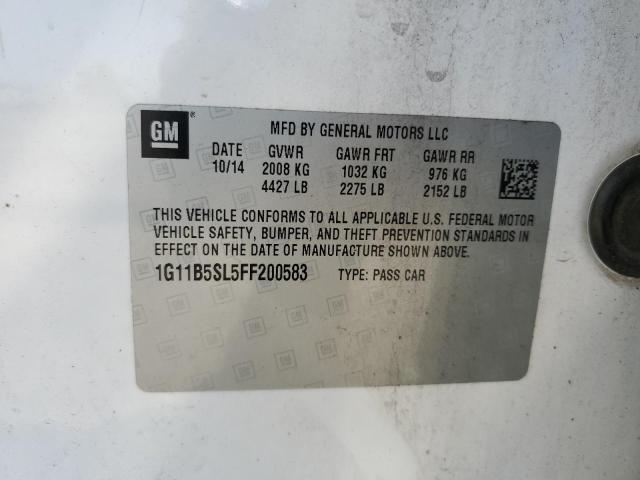 GM®
MFD BY GENERAL MOTORS LLC
DATE GVWR GAWR FRT GAWR RR
10/14 2008 KG 1032 KG 976 KG
4427 LB 2275 LB 2152 LB
THIS VEHICLE CONFORMS TO ALL APPLICABLE U.S. FEDERAL MOTOR
VEHICLE SAFETY, BUMPER, AND THEFT PREVENTION STANDARDS IN
EFFECT ON THE DATE OF MANUFACTURE SHOWN ABOVE.
1G11B5SL5FF200583 TYPE: PASS CAR